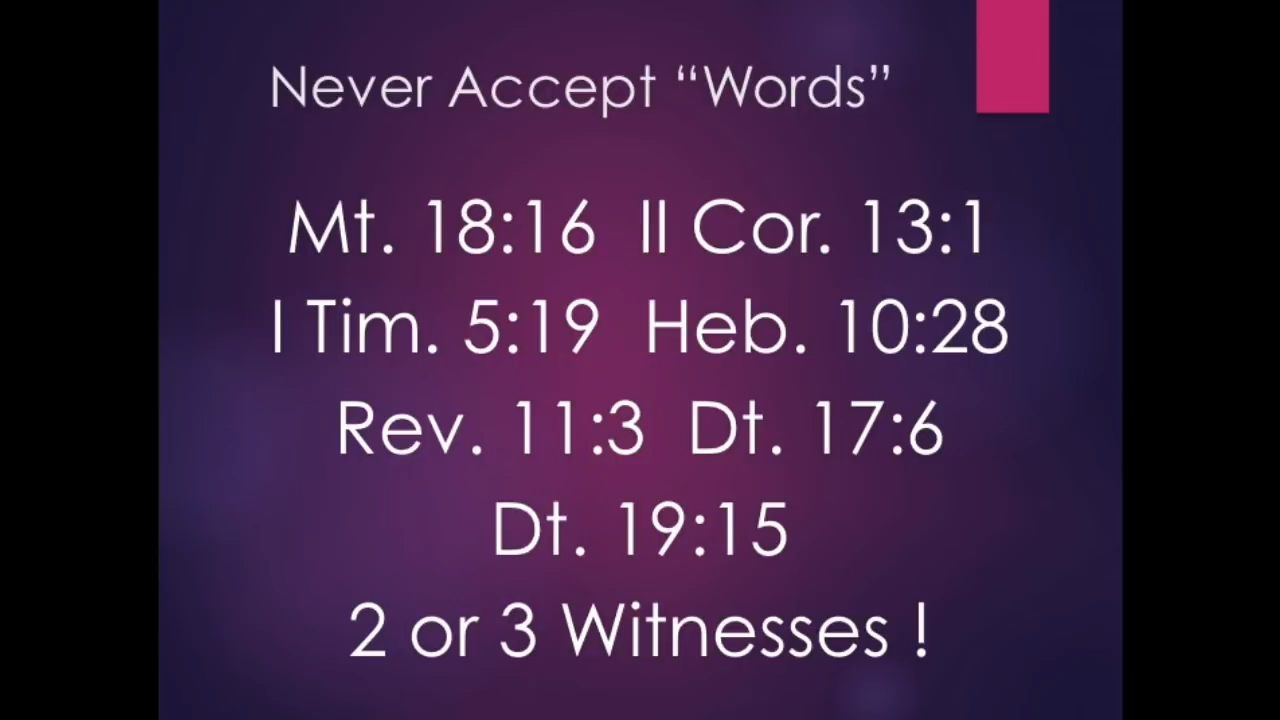 Never Accept “Words”
Mt. 18:16 II Cor. 13:1
I Tim. 5:19 Heb. 10:28
Rev. 11:3 Dt. 17:6
Dt. 19:15
2 or 3 Witnesses !